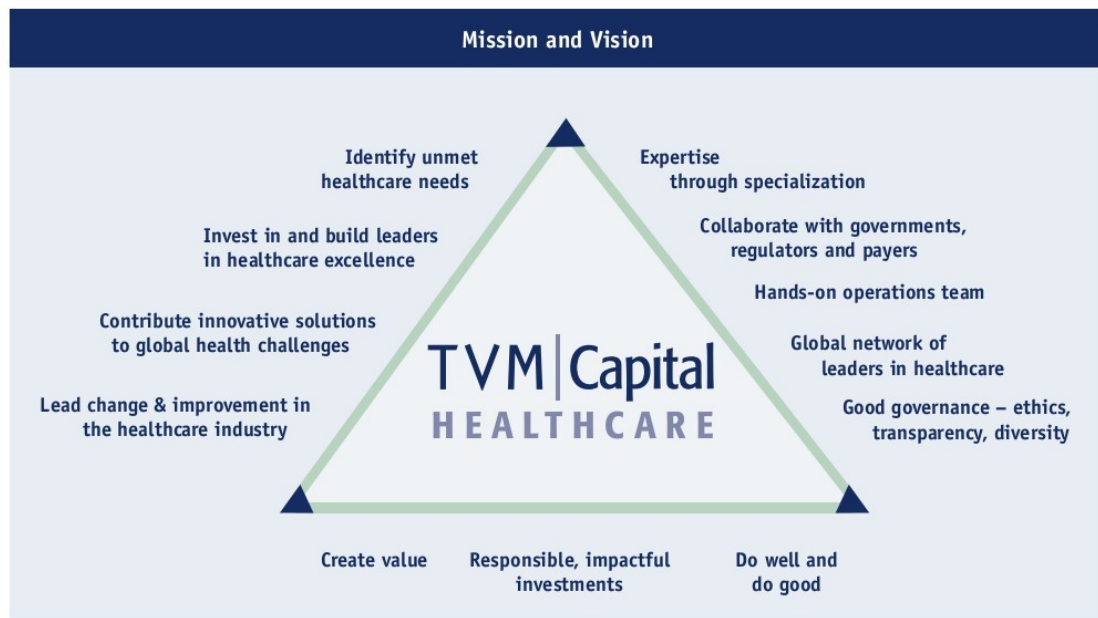 Mission and Vision
Identify unmet
healthcare needs
Invest in and build leaders
in healthcare excellence
Contribute innovative solutions
to global health challenges
Lead change & improvement in
the healthcare industry
Expertise
through specialization
Collaborate with governments,
regulators and payers
Hands-on operations team
Global network of
leaders in healthcare
Good governance – ethics,
transparency, diversity
TVM|Capital
HEALTHCARE
Create value
Responsible, impactful
investments
Do well and
do good